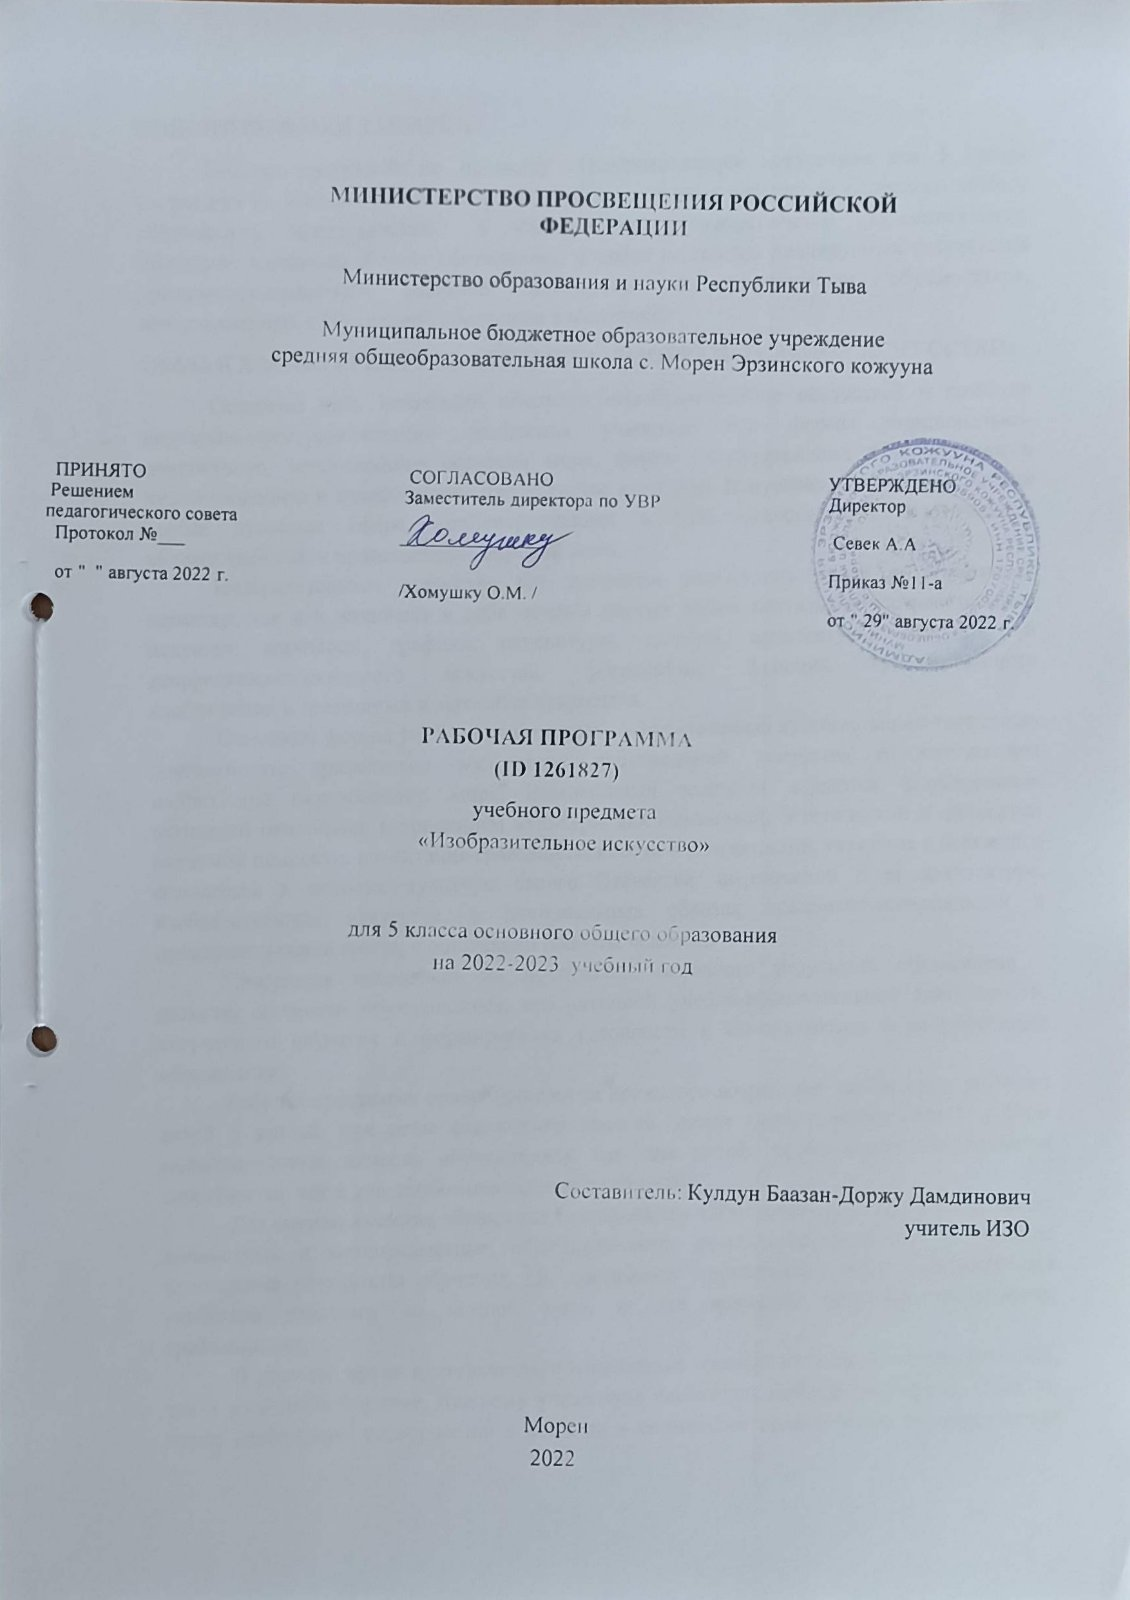 МИНИСТЕРСТВО ПРОСВЕЩЕНИЯ РОССИЙСКОЙ
ФЕДЕРАЦИИ
Министерство образования и науки Республики Тыва
Муниципальное бюджетное образовательное учреждение
средняя общеобразовательная школа с. Морен Эрзинского кожууна
ПРИНЯТО
Решением
педагогического совета
Протокол №___
от "  " августа 2022 г.
СОГЛАСОВАНО
Заместитель директора по УВР
Хомушку
/Хомушку О.М. /
УТВЕРЖДЕНО
Директор
Севек А.А
Приказ №11-а
от " 29" августа 2022 г.
РАБОЧАЯ ПРОГРАММА
(ID 1261827)
учебного предмета
«Изобразительное искусство»
для 5 класса основного общего образования
на 2022-2023 учебный год
Составитель: Кулдун Баазан-Доржу Дамдинович
учитель ИЗО
Морен
2022